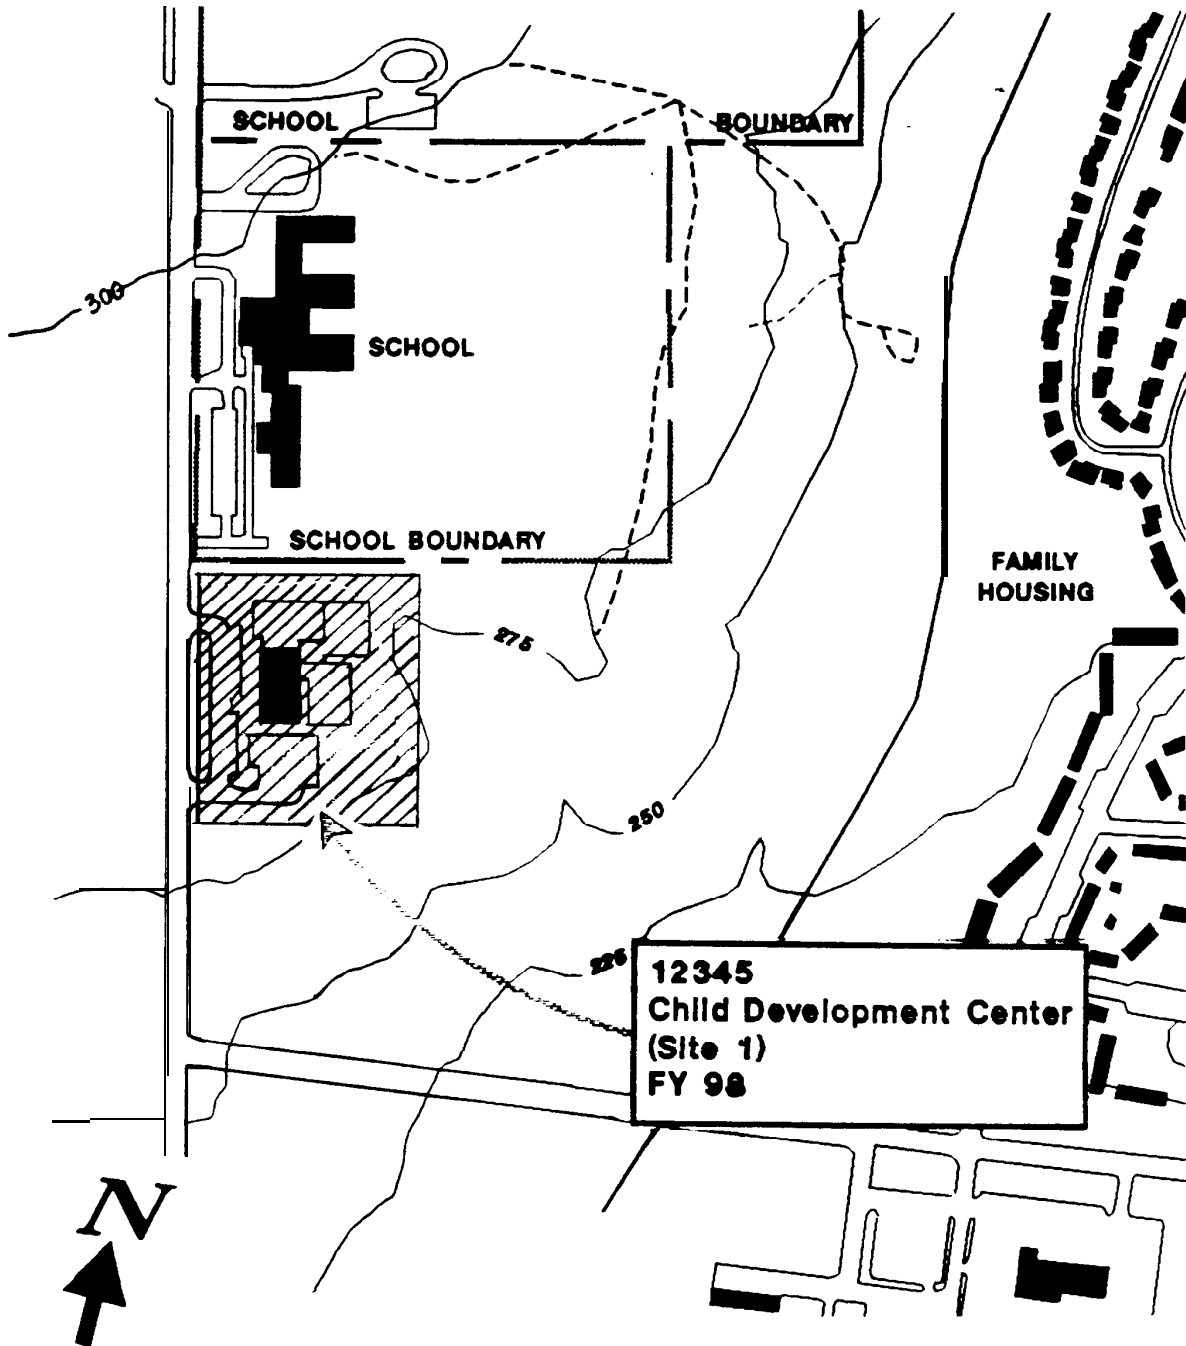 SCHOOL BOUNDARY
300
SCHOOL
SCHOOL BOUNDARY
FAMILY
HOUSING
275
250
225
12345
Child Development Center
(Site 1)
FY 98
N